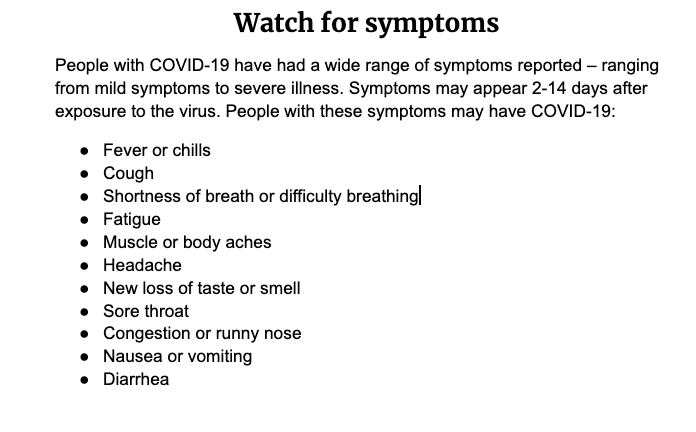 Watch for symptoms
People with COVID-19 have had a wide range of symptoms reported – ranging
from mild symptoms to severe illness. Symptoms may appear 2-14 days after
exposure to the virus. People with these symptoms may have COVID-19:
● Fever or chills
● Cough
● Shortness of breath or difficulty breathing
● Fatigue
● Muscle or body aches
● Headache
● New loss of taste or smell
● Sore throat
● Congestion or runny nose
● Nausea or vomiting
● Diarrhea